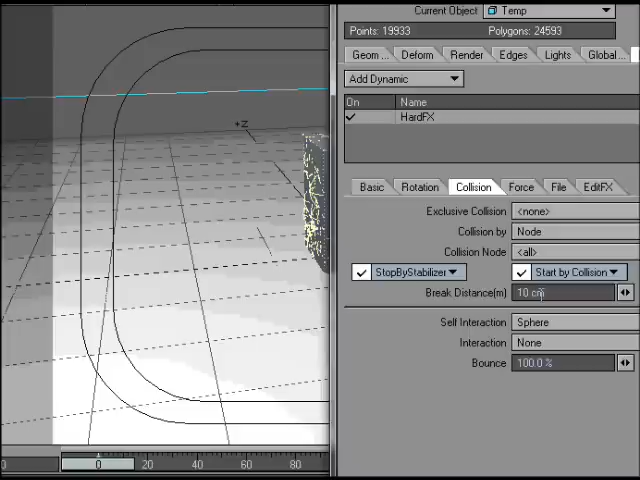 Current Object Temp
Points: 19933 Polygons: 24593
Geom ... Deform Render Edges Lights Global...
Add Dynamic
On Name
HardFX
Basic Rotation Collision Force File EditFX
Exclusive Collision <none>
Collision by Node
Collision Node <all>
StopByStabilizer Start by Collision
Break Distance(m) 10 cm
Self Interaction Sphere
Interaction None
Bounce 100.0 %
+Z
0 0 20 40 60 80